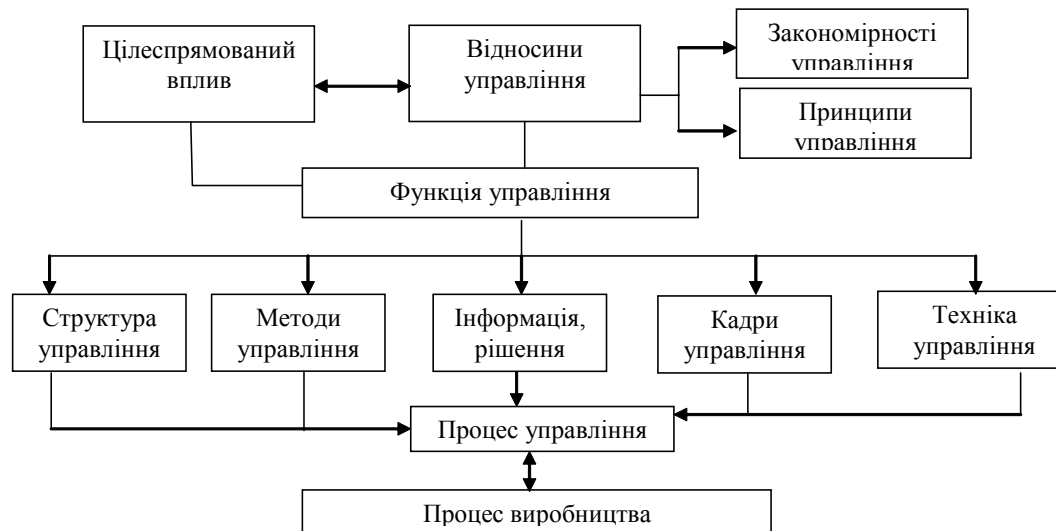 Цілеспрямований
вплив
Відносини
управління
Закономірності
управління
Принципи
управління
Функція управління
Структура
управління
Методи
управління
Інформація,
рішення
Кадри
управління
Техніка
управління
Процес управління
Процес виробництва